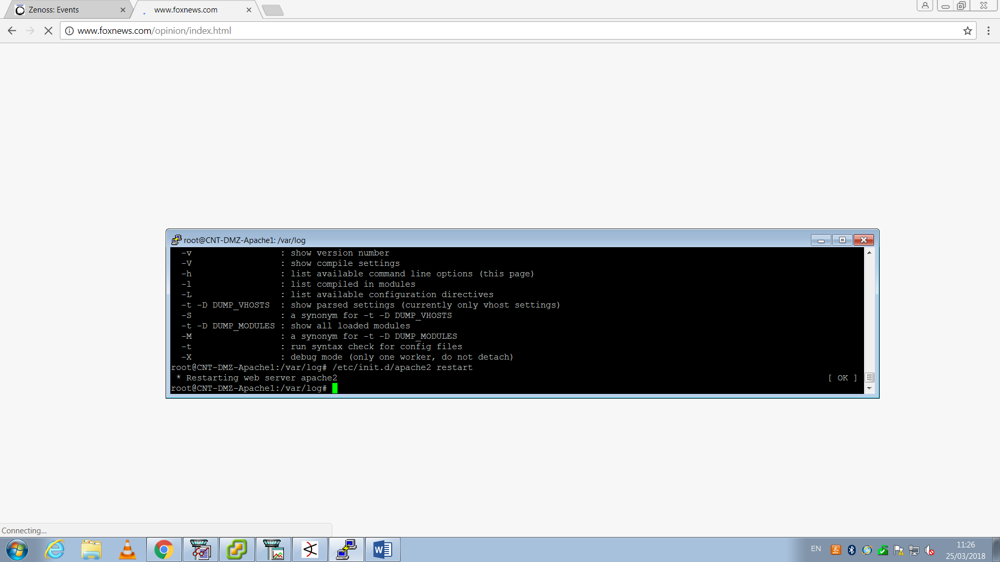 Zenoss: Events
www.foxnews.com
www.foxnews.com/opinion/index.html
root@CNT-DMZ-Apache1: /var/log
-v : show version number
-V : show compile settings
-h : list available command line options (this page)
-l : list compiled in modules
-L : list available configuration directives
-t -D DUMP_VHOSTS : show parsed settings (currently only vhost settings)
-S : a synonym for -t -D DUMP_VHOSTS
-t -D DUMP_MODULES : show all loaded modules
-M : a synonym for -t -D DUMP_MODULES
-t : run syntax check for config files
-X : debug mode (only one worker, do not detach)
root@CNT-DMZ-Apache1:/var/log# /etc/init.d/apache2 restart
* Restarting web server apache2 [ OK ]
root@CNT-DMZ-Apache1:/var/log#
Connecting...
EN
11:26
25/03/2018